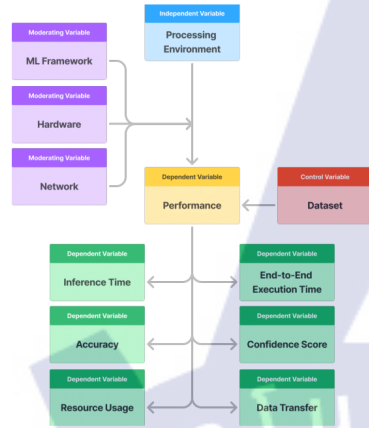 Independent Variable
Processing
Environment
Moderating Variable
ML Framework
Moderating Variable
Hardware
Moderating Variable
Network
Dependent Variable
Performance
Control Variable
Dataset
Dependent Variable
Inference Time
Dependent Variable
End-to-End
Execution Time
Dependent Variable
Accuracy
Dependent Variable
Confidence Score
Dependent Variable
Resource Usage
Dependent Variable
Data Transfer